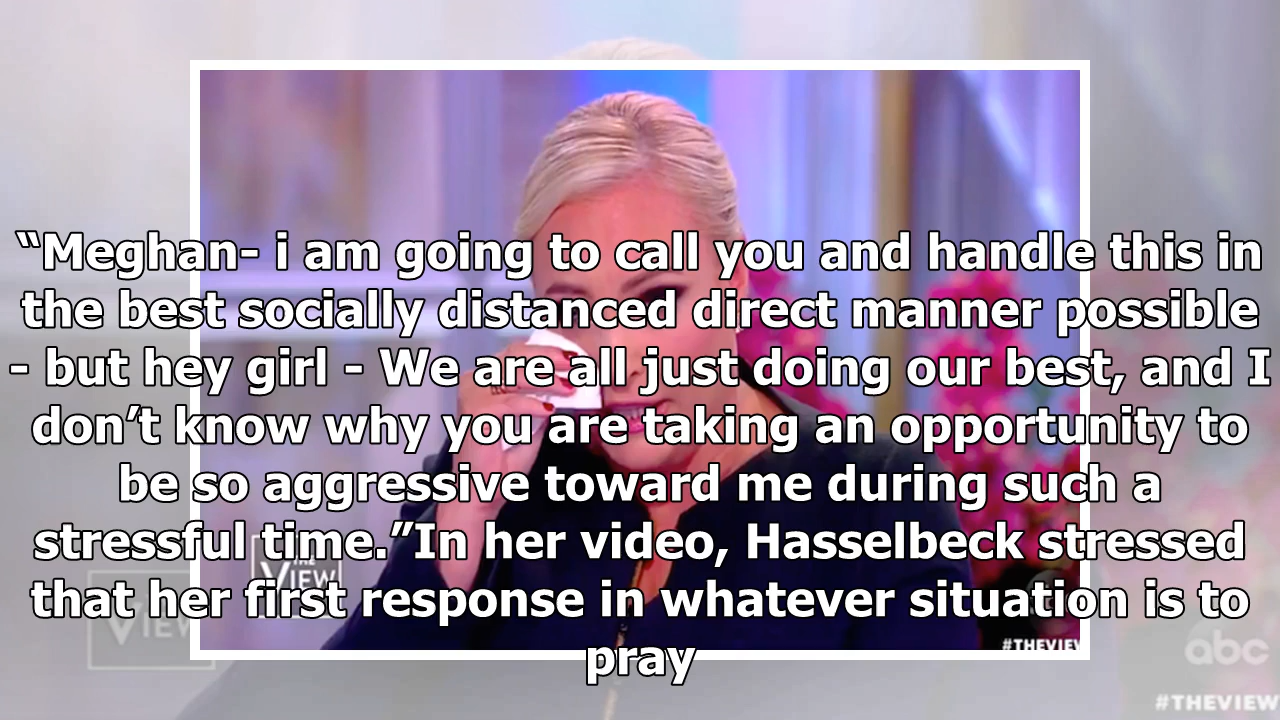 “Meghan- i am going to call you and handle this in
the best socially distanced direct manner possible
- but hey girl - We are all just doing our best, and I
don’t know why you are taking an opportunity to
be so aggressive toward me during such a
stressful time.”In her video, Hasselbeck stressed
that her first response in whatever situation is to
pray
THE
VIEW
VIEW
#THEVIEW
abc
#THEVIEW